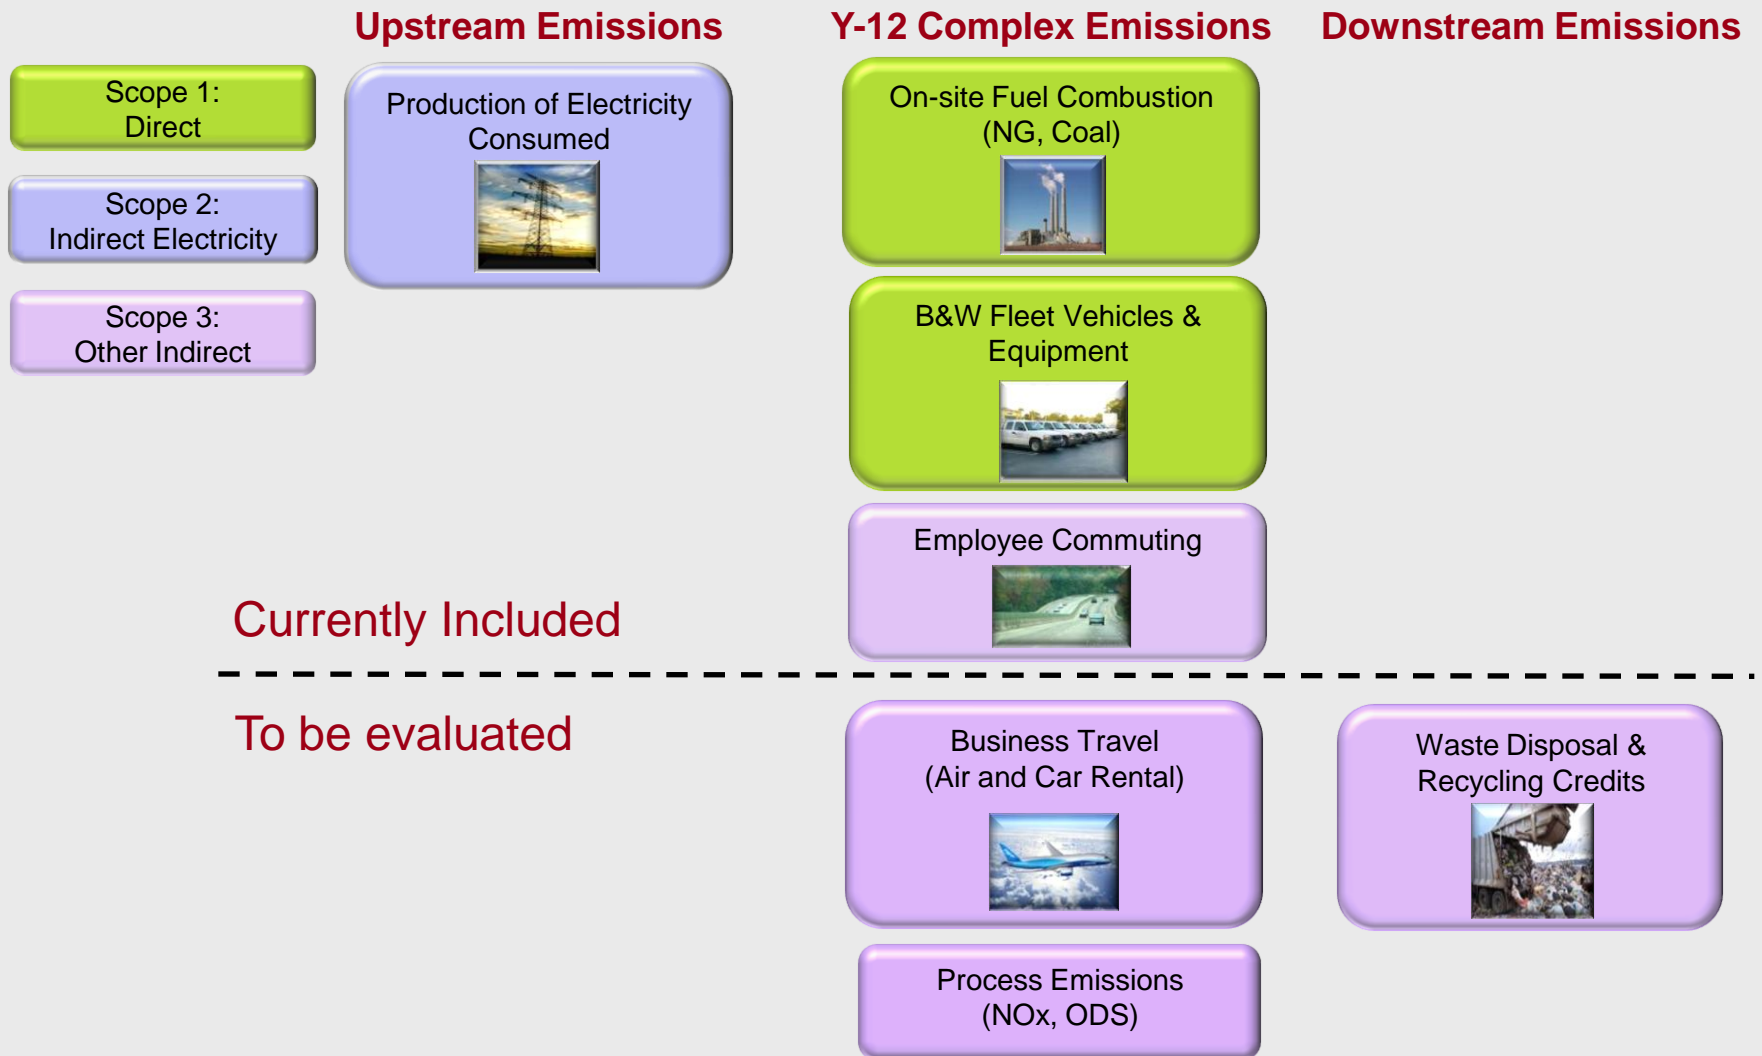 Upstream Emissions
Y-12 Complex Emissions
Downstream Emissions
Scope 1:
Direct
Scope 2:
Indirect Electricity
Scope 3:
Other Indirect
Production of Electricity
Consumed
On-site Fuel Combustion
(NG, Coal)
B&W Fleet Vehicles &
Equipment
Employee Commuting
Currently Included
To be evaluated
Business Travel
(Air and Car Rental)
Process Emissions
(NOx, ODS)
Waste Disposal &
Recycling Credits